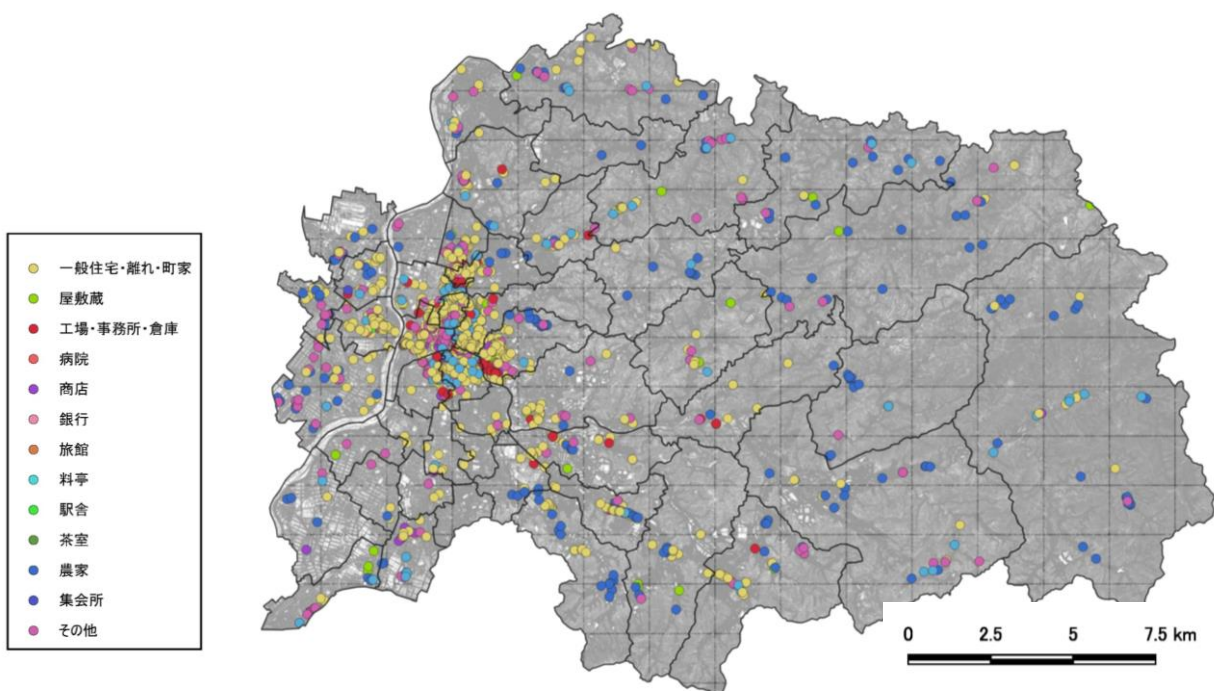 一般住宅・離れ・町家
屋敷蔵
工場・事務所・倉庫
病院
商店
銀行
旅館
料亭
駅舎
茶室
農家
集会所
その他
0 2.5 5 7.5 km